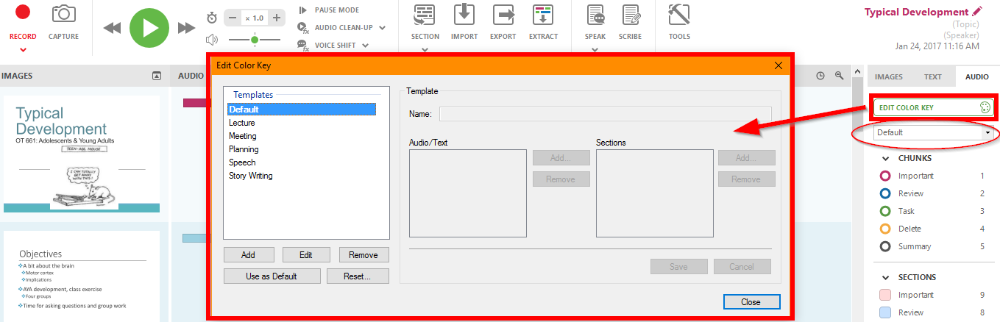 RECORD
CAPTURE
× 1.0
PAUSE MODE
AUDIO CLEAN-UP
VOICE SHIFT
fx
fx
SECTION
IMPORT
EXPORT
EXTRACT
SPEAK
SCRIBE
TOOLS
Typical Development
(Topic)
(Speaker)
Jan 24, 2017 11:16 AM
IMAGES
AUDIO
Typical
Development
OT 661: Adolescents & Young Adults
TEEN-AGE MOUSE
I CAN TOTALLY
GET AWAY
WITH THIS!
Objectives
A bit about the brain
Motor cortex
Implications
AYA development, class exercise
Four groups
Time for asking questions and group work
Edit Color Key
Templates
Default
Lecture
Meeting
Planning
Speech
Story Writing
Add
Edit
Remove
Use as Default
Reset...
Template
Name:
Audio/Text
Add...
Remove
Sections
Add...
Remove
Save
Cancel
Close
IMAGES
TEXT
AUDIO
EDIT COLOR KEY
Default
CHUNKS
Important 1
Review 2
Task 3
Delete 4
Summary 5
SECTIONS
Important 9
Review 8